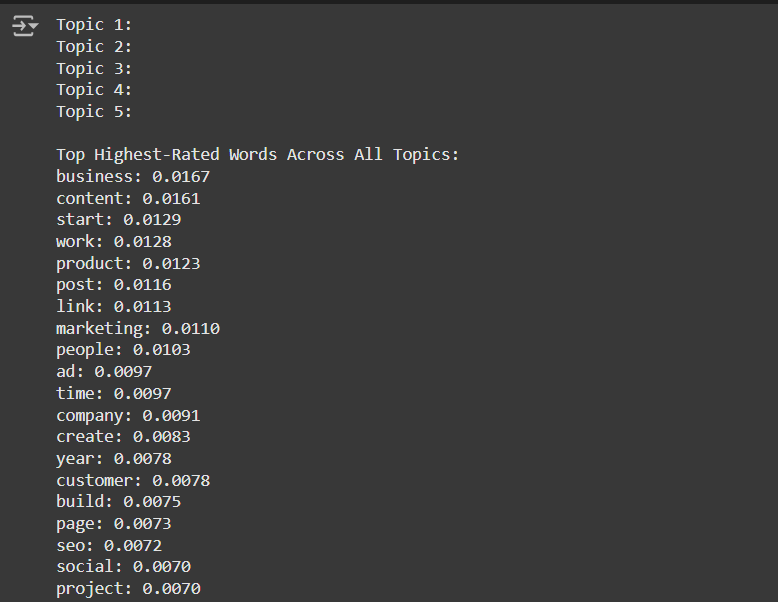 Topic 1:
Topic 2:
Topic 3:
Topic 4:
Topic 5:
Top Highest-Rated Words Across All Topics:
business: 0.0167
content: 0.0161
start: 0.0129
work: 0.0128
product: 0.0123
post: 0.0116
link: 0.0113
marketing: 0.0110
people: 0.0103
ad: 0.0097
time: 0.0097
company: 0.0091
create: 0.0083
year: 0.0078
customer: 0.0078
build: 0.0075
page: 0.0073
seo: 0.0072
social: 0.0070
project: 0.0070